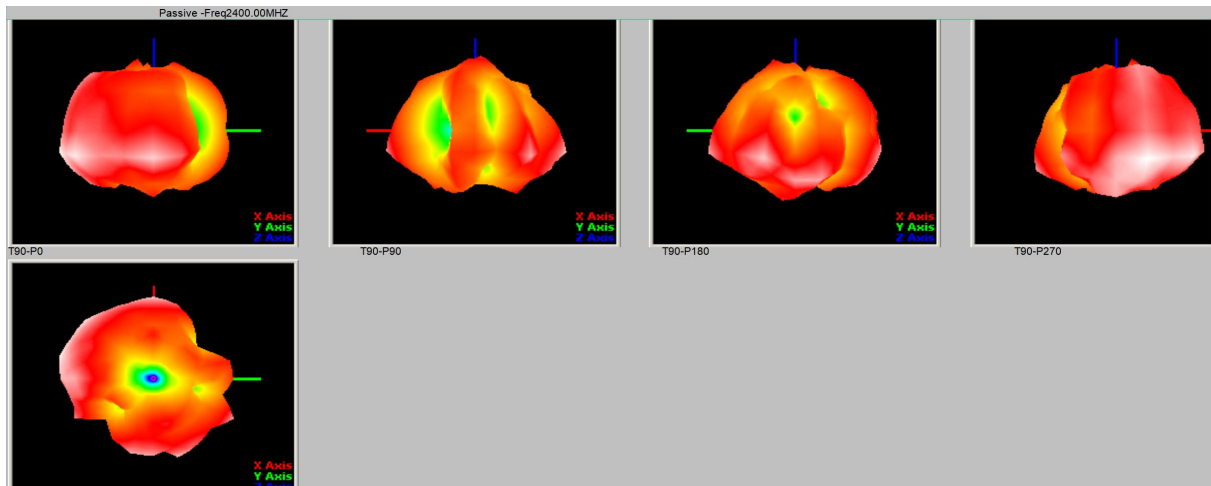 Passive -Freq2400.00MHZ
X Axis
Y Axis
Z Axis
X Axis
Y Axis
Z Axis
X Axis
Y Axis
Z Axis
T90-P0
T90-P90
T90-P180
T90-P270
X Axis
Y Axis